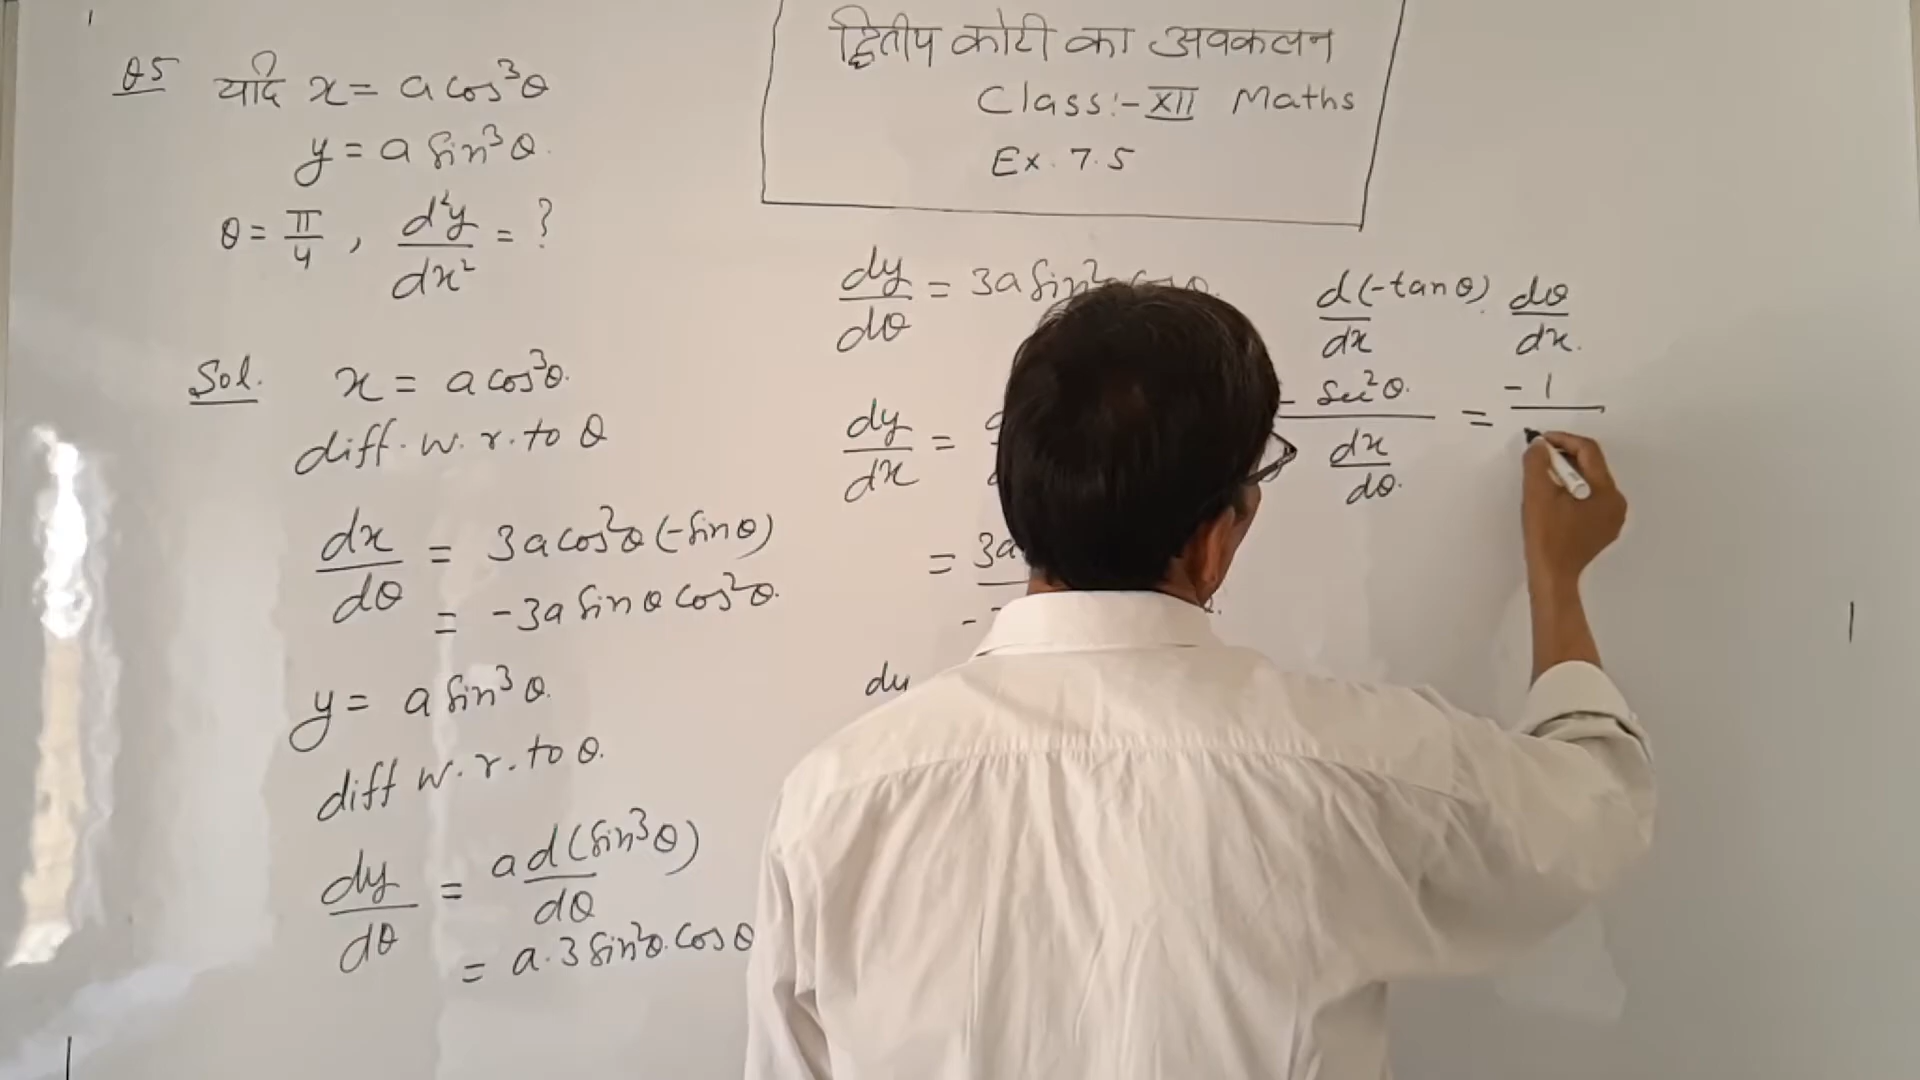 द्वितीय कोटी का अवकलन
Class:- XII Maths
Ex. 7.5
Q5 यदि x = a cos³θ
y = a sin³θ.
θ = π/4 , d²y/dx² = ?
Sol. x = a cos³θ.
diff. w. r. to θ
dx/dθ = 3a cos²θ (-sinθ)
= -3a sinθ cos²θ.
y = a sin³θ.
diff w. r. to θ.
dy/dθ = a d(sin³θ)/dθ
= a.3 sin²θ. cosθ
dy/dθ = 3a sin²
dy/dx =
= 3a
-
d(-tanθ)/dx . dθ/dx.
- sec²θ. / dx/dθ. = -1